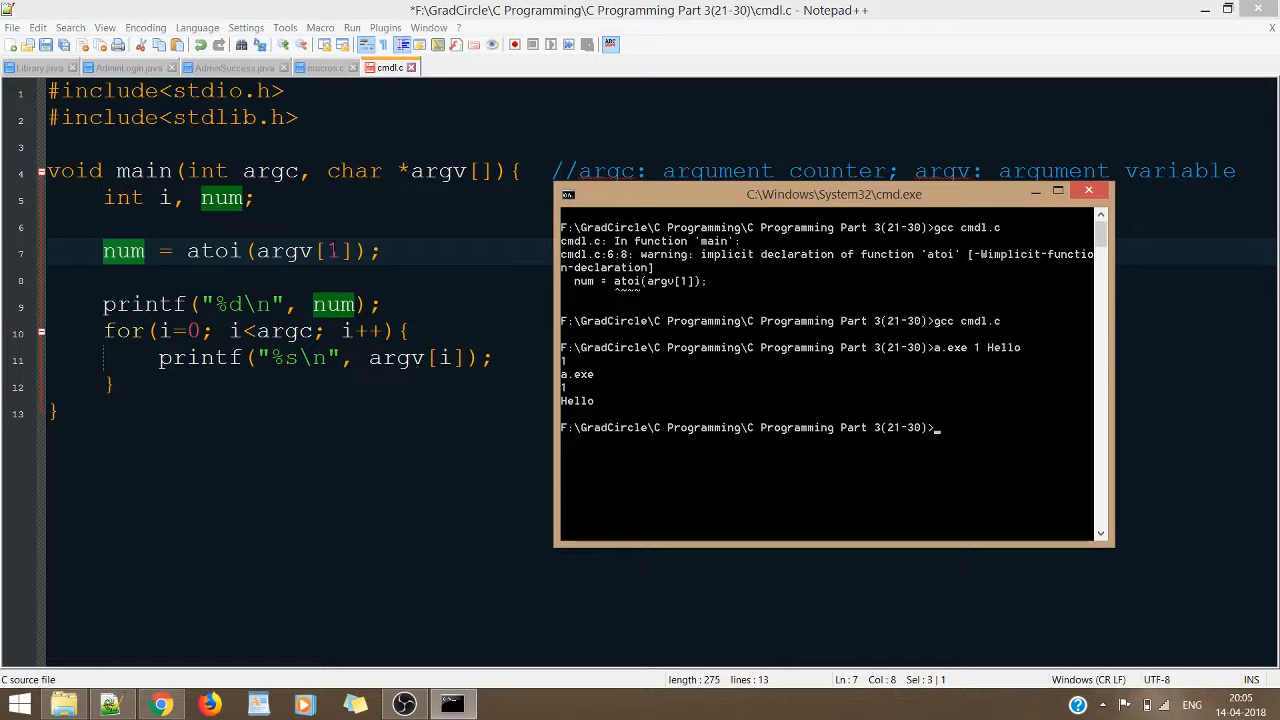 *F:\GradCircle\C Programming\C Programming Part 3(21-30)\cmdl.c - Notepad++
File Edit Search View Encoding Language Settings Tools Macro Run Plugins Window ? X
Library.java AdminLogin.java AdminSuccess.java macros.c cmdl.c
1 #include<stdio.h>
2 #include<stdlib.h>
3
4 void main(int argc, char *argv[]){ //argc: argument counter; argv: argument variable
5 int i, num;
6
7 num = atoi(argv[1]);
8
9 printf("%d\n", num);
10 for(i=0; i<argc; i++){
11 printf("%s\n", argv[i]);
12 }
13 }
C:\Windows\System32\cmd.exe
F:\GradCircle\C Programming\C Programming Part 3(21-30)>gcc cmdl.c
cmdl.c: In function 'main':
cmdl.c:6:8: warning: implicit declaration of function 'atoi' [-Wimplicit-functio
n-declaration]
num = atoi(argv[1]);
^~~~
F:\GradCircle\C Programming\C Programming Part 3(21-30)>gcc cmdl.c
F:\GradCircle\C Programming\C Programming Part 3(21-30)>a.exe 1 Hello
1
a.exe
1
Hello
F:\GradCircle\C Programming\C Programming Part 3(21-30)>_
C source file length : 275 lines : 13 Ln : 7 Col : 8 Sel : 3 | 1 Windows (CR LF) UTF-8
ENG
20:05
14-04-2018